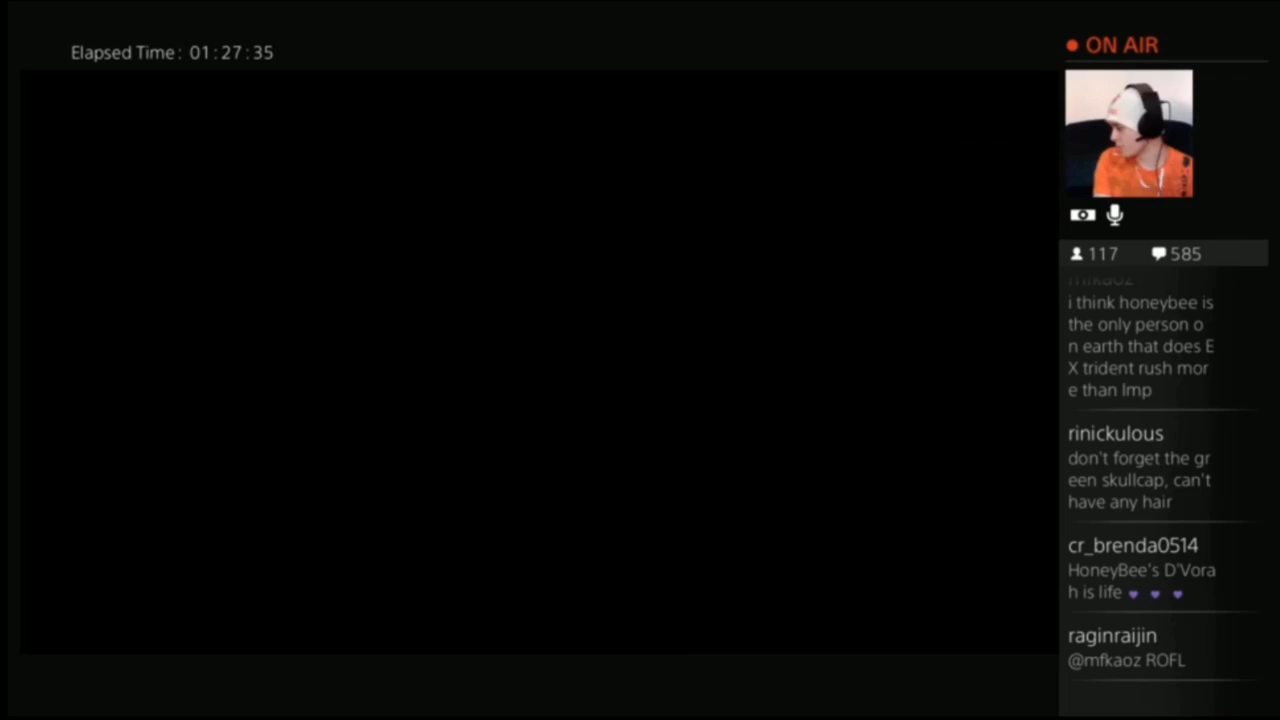 Elapsed Time: 01:27:35
ON AIR
117 585
mfkaoz
i think honeybee is
the only person o
n earth that does E
X trident rush mor
e than Imp
rinickulous
don't forget the gr
een skullcap, can't
have any hair
cr_brenda0514
HoneyBee's D'Vora
h is life 💜 💜 💜
raginraijin
@mfkaoz ROFL